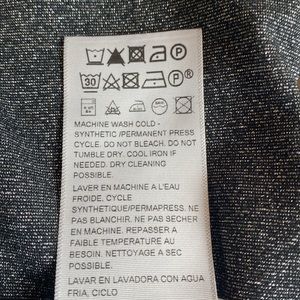 P
30
P
MACHINE WASH COLD -
SYNTHETIC /PERMANENT PRESS
CYCLE. DO NOT BLEACH. DO NOT
TUMBLE DRY. COOL IRON IF
NEEDED. DRY CLEANING
POSSIBLE.
LAVER EN MACHINE A L'EAU
FROIDE, CYCLE
SYNTHETIQUE/PERMAPRESS. NE
PAS BLANCHIR. NE PAS SECHER
EN MACHINE. REPASSER A
FAIBLE TEMPERATURE AU
BESOIN. NETTOYAGE A SEC
POSSIBLE.
LAVAR EN LAVADORA CON AGUA
FRIA, CICLO